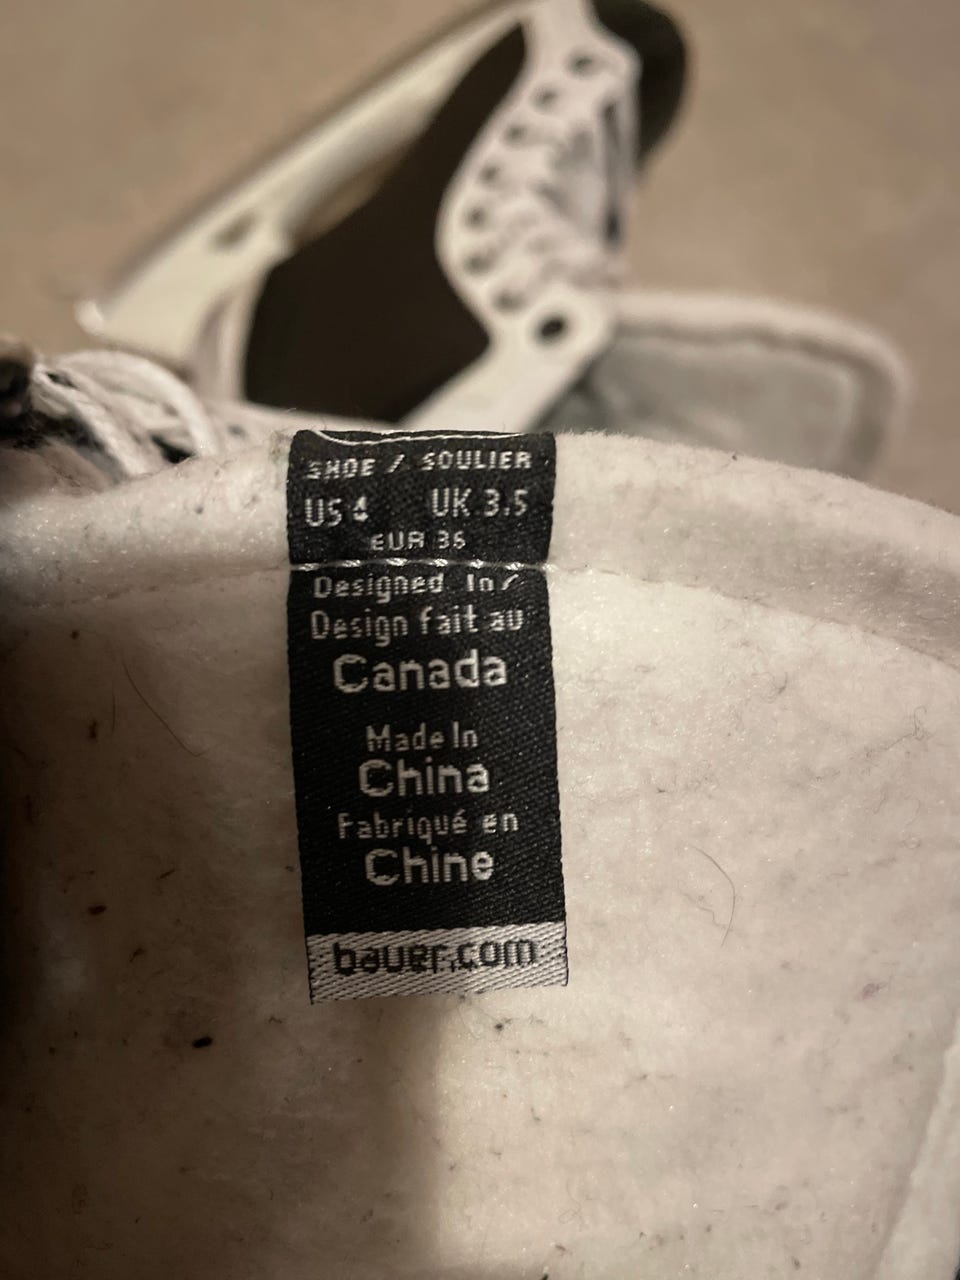 SHOE / SOULIER
US 4 UK 3.5
EUR 36
Designed In /
Design fait au
Canada
Made In
China
Fabriqué en
Chine
bauer.com